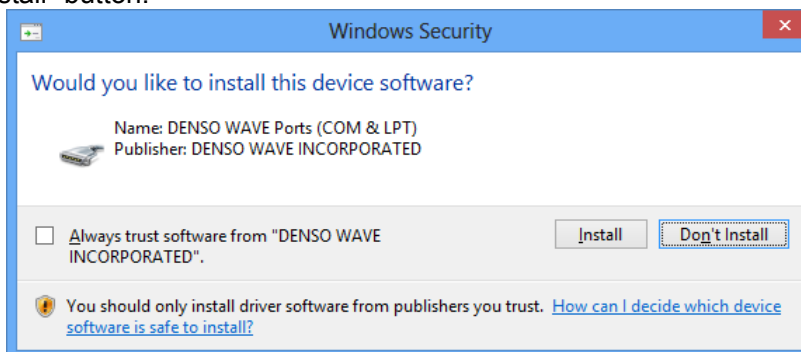 button.
Windows Security
Would you like to install this device software?
Name: DENSO WAVE Ports (COM & LPT)
Publisher: DENSO WAVE INCORPORATED
Always trust software from "DENSO WAVE
INCORPORATED".
Install
Don't Install
You should only install driver software from publishers you trust. How can I decide which device
software is safe to install?